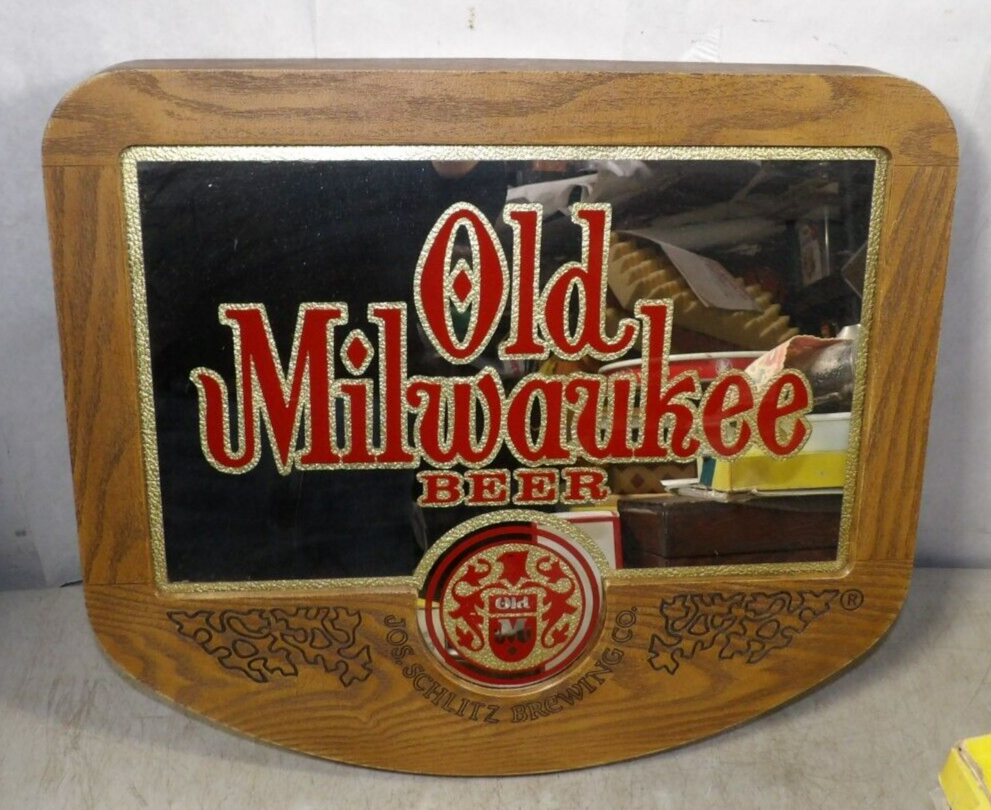 Old
Milwaukee
BEER
Old
M
JOS. SCHLITZ BREWING CO.
®